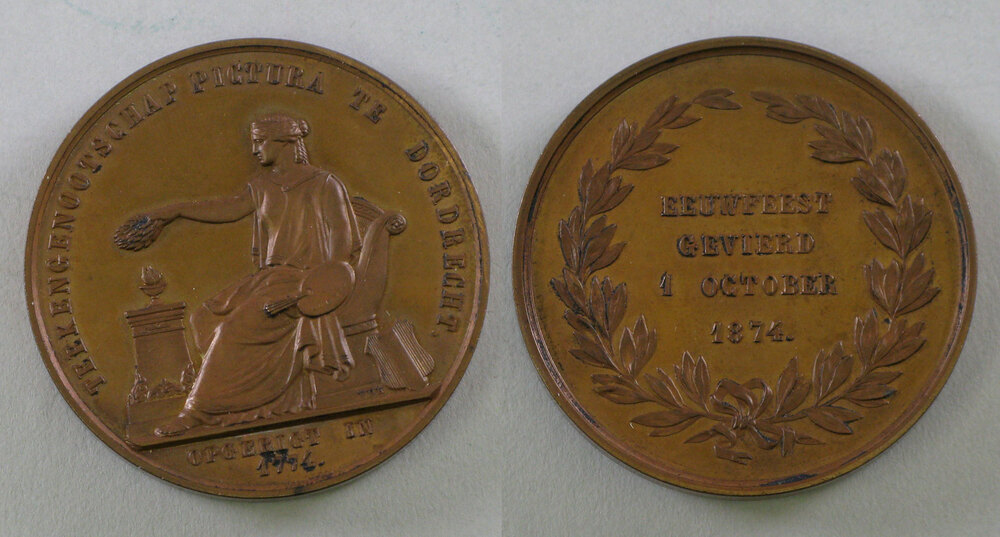 TEEKENGENOOTSCHAP PICTURA TE DORDRECHT.
OPGERIGT IN
1774.
EEUWFEEST
GEVIERD
1 OCTOBER
1874.